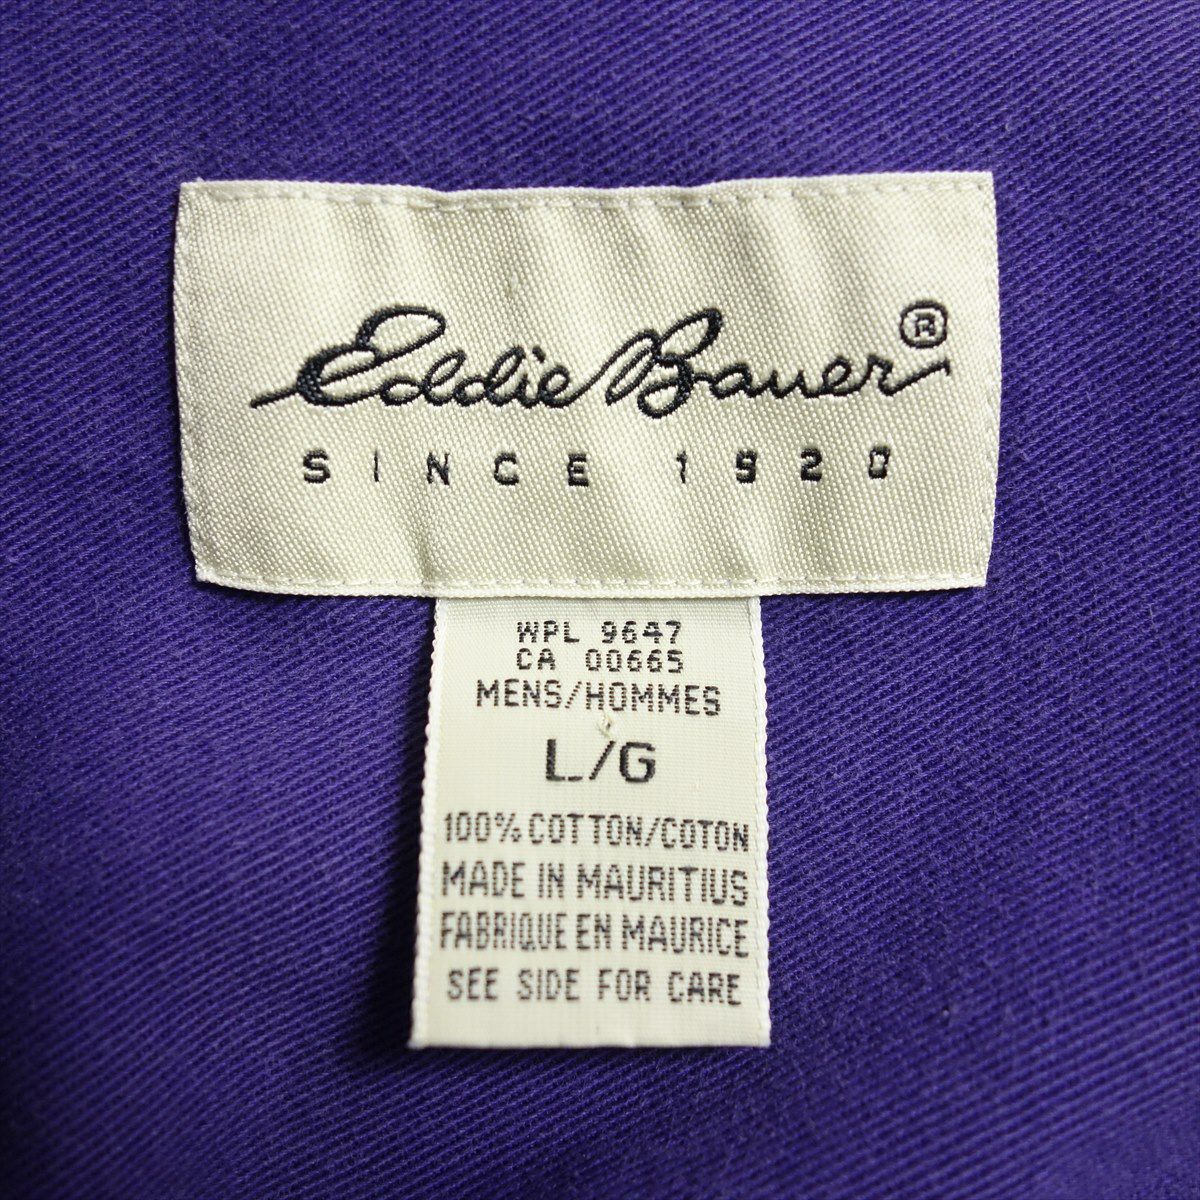 Eddie Bauer®
SINCE 1920
WPL 9647
CA 00665
MENS/HOMMES
L/G
100% COTTON/COTON
MADE IN MAURITIUS
FABRIQUE EN MAURICE
SEE SIDE FOR CARE